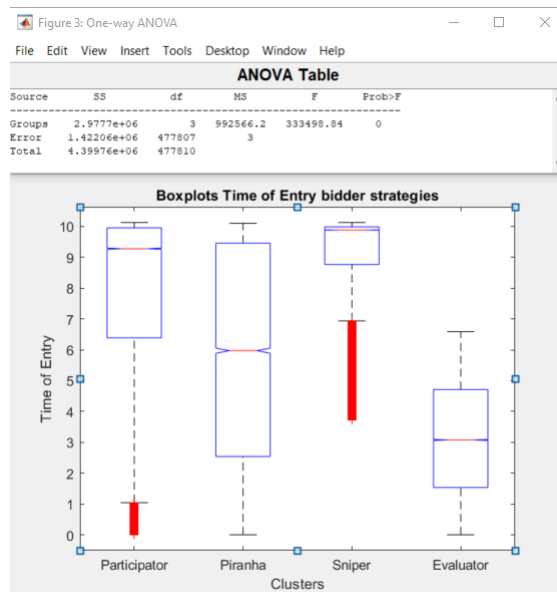 Figure 3: One-way ANOVA
File Edit View Insert Tools Desktop Window Help
ANOVA Table
Source SS df MS F Prob>F
Groups 2.9777e+06 3 992566.2 333498.84 0
Error 1.42206e+06 477807 3
Total 4.39976e+06 477810
Boxplots Time of Entry bidder strategies
10
9
8
7
6
5
4
3
2
1
0
Time of Entry
Participator Piranha Sniper Evaluator
Clusters